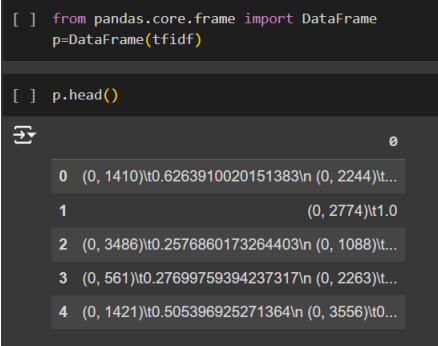 [ ] from pandas.core.frame import DataFrame
p=DataFrame(tfidf)
[ ] p.head()
0
0 (0, 1410)\t0.6263910020151383\n (0, 2244)\t...
1 (0, 2774)\t1.0
2 (0, 3486)\t0.2576860173264403\n (0, 1088)\t...
3 (0, 561)\t0.27699759394237317\n (0, 2263)\t...
4 (0, 1421)\t0.505396925271364\n (0, 3556)\t0...